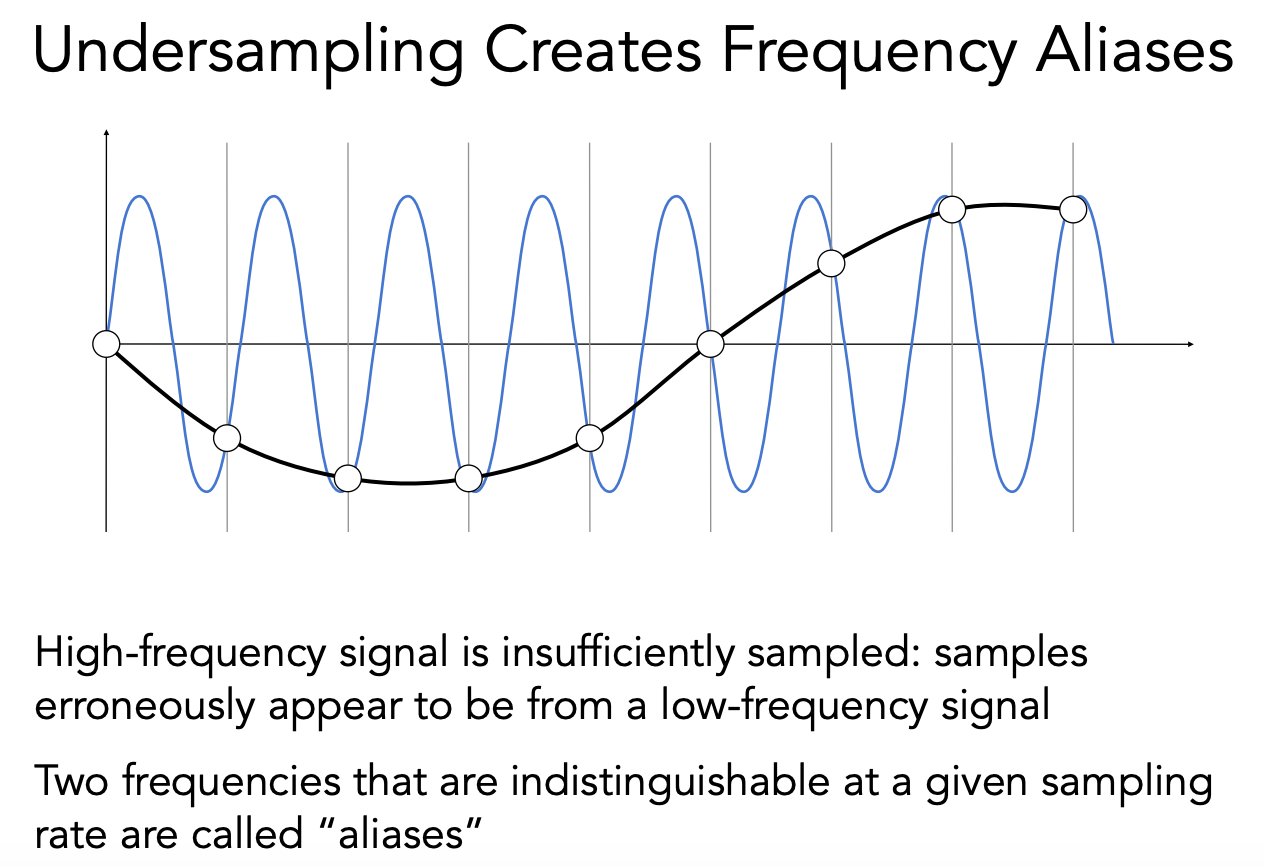 Undersampling Creates Frequency Aliases
High-frequency signal is insufficiently sampled: samples
erroneously appear to be from a low-frequency signal
Two frequencies that are indistinguishable at a given sampling
rate are called “aliases”